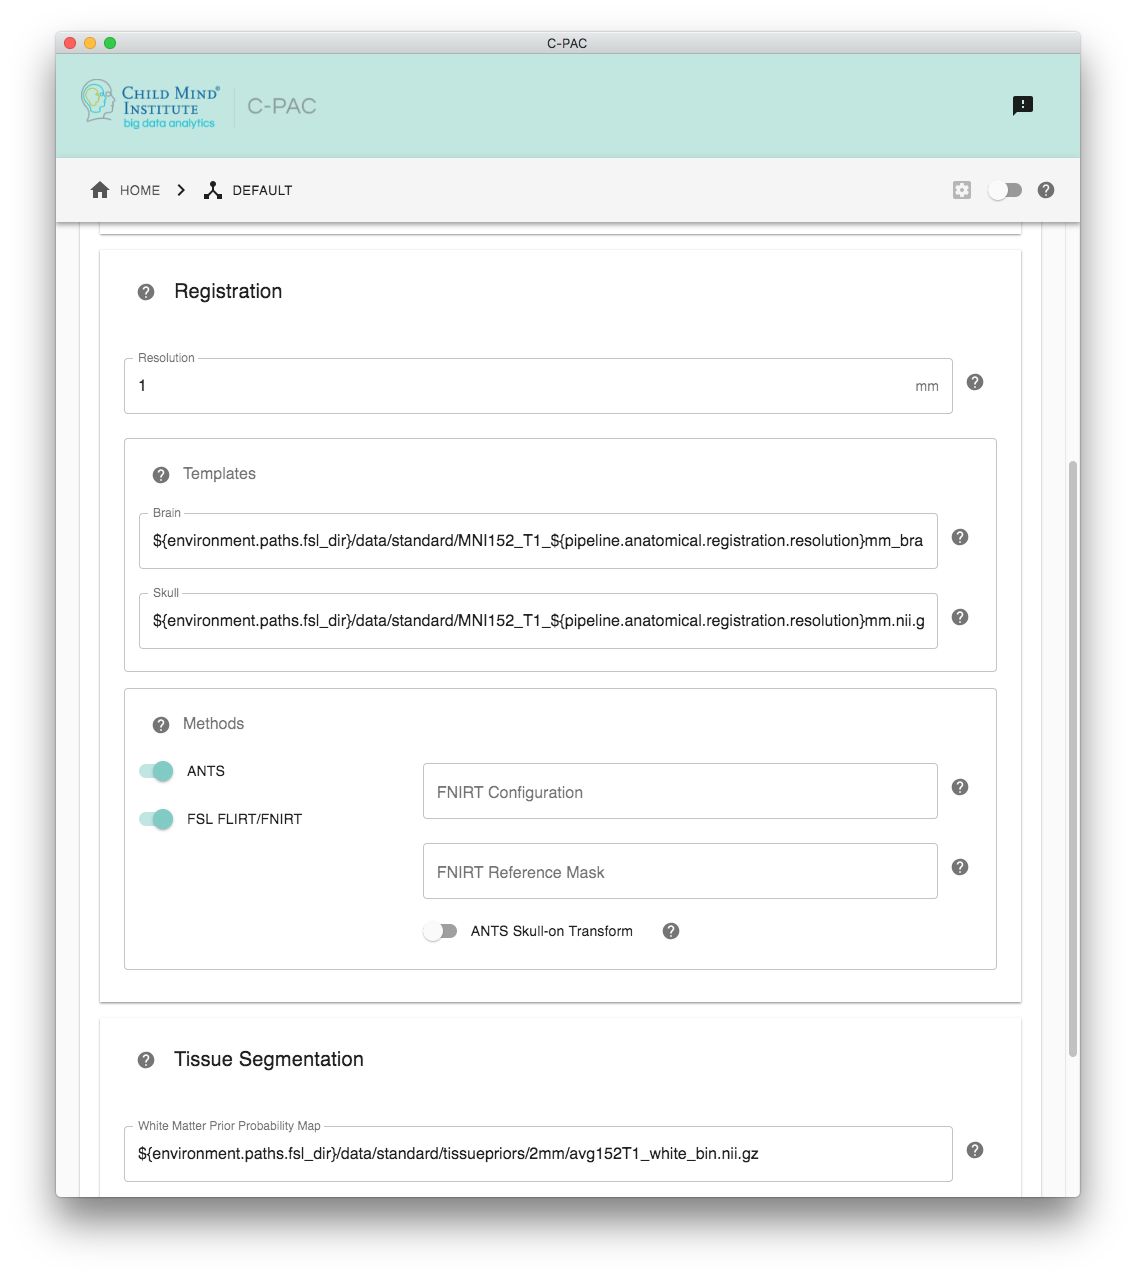 C-PAC
CHILD MIND®
INSTITUTE
big data analytics
C-PAC
HOME
DEFAULT
Registration
Resolution
1
mm
Templates
Brain
${environment.paths.fsl_dir}/data/standard/MNI152_T1_${pipeline.anatomical.registration.resolution}mm_bra
Skull
${environment.paths.fsl_dir}/data/standard/MNI152_T1_${pipeline.anatomical.registration.resolution}mm.nii.g
Methods
ANTS
FNIRT Configuration
FSL FLIRT/FNIRT
FNIRT Reference Mask
ANTS Skull-on Transform
Tissue Segmentation
White Matter Prior Probability Map
${environment.paths.fsl_dir}/data/standard/tissuepriors/2mm/avg152T1_white_bin.nii.gz